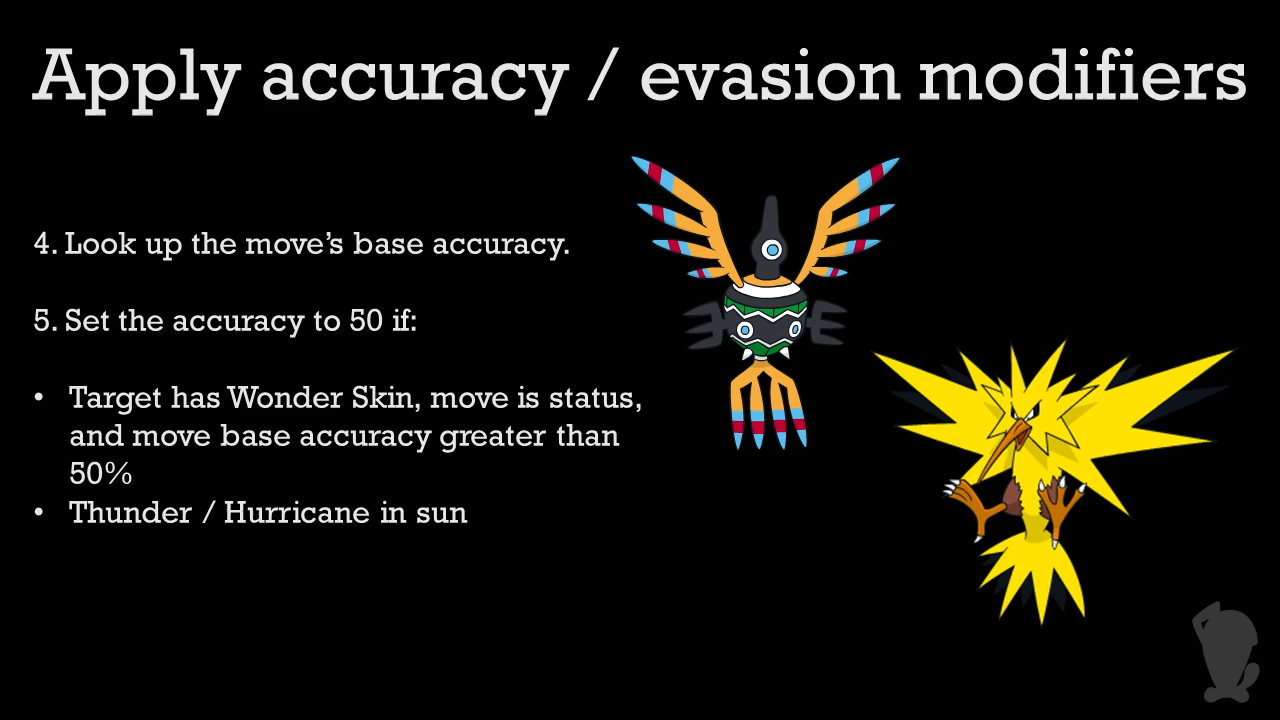 Apply accuracy / evasion modifiers
4. Look up the move’s base accuracy.
5. Set the accuracy to 50 if:
• Target has Wonder Skin, move is status,
and move base accuracy greater than
50%
• Thunder / Hurricane in sun